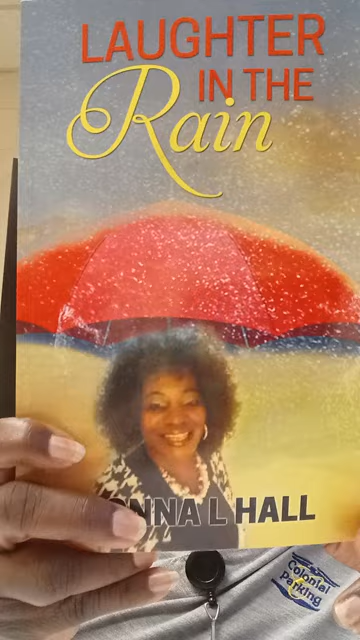 LAUGHTER
IN THE
Rain
NNA L HALL
Colonial
Parking